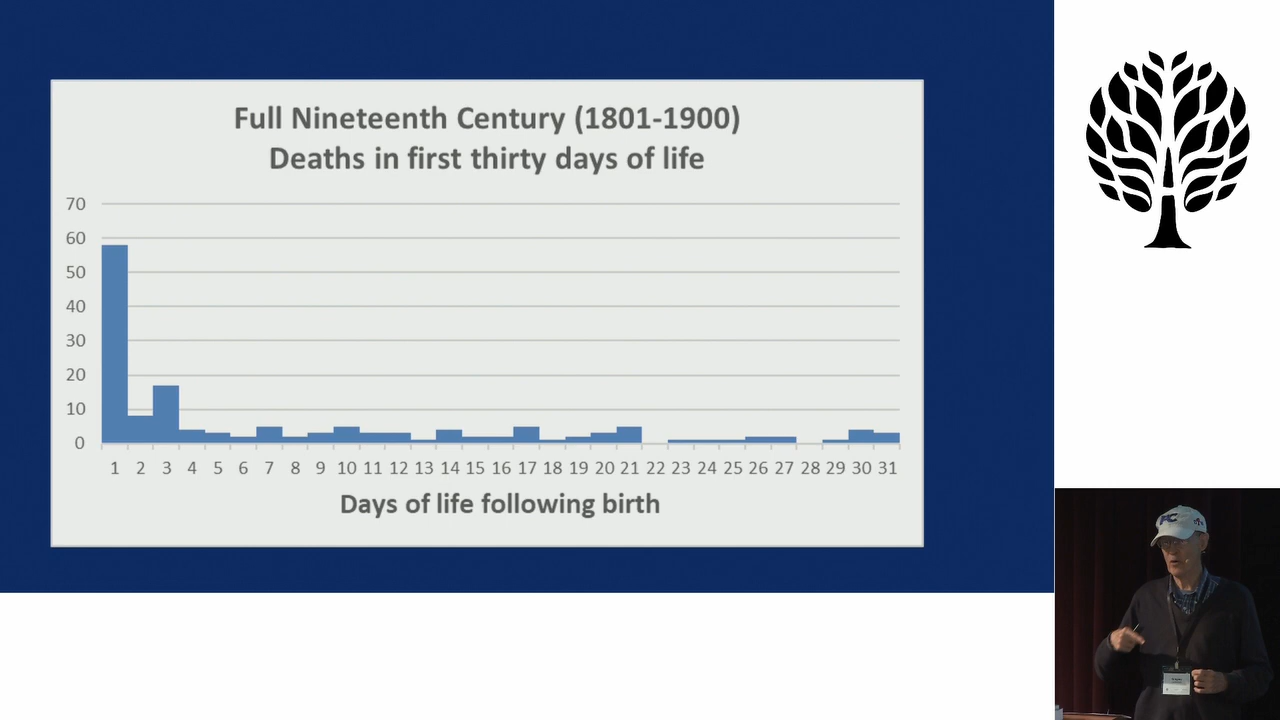 Full Nineteenth Century (1801-1900)
Deaths in first thirty days of life
70
60
50
40
30
20
10
0
1 2 3 4 5 6 7 8 9 10 11 12 13 14 15 16 17 18 19 20 21 22 23 24 25 26 27 28 29 30 31
Days of life following birth